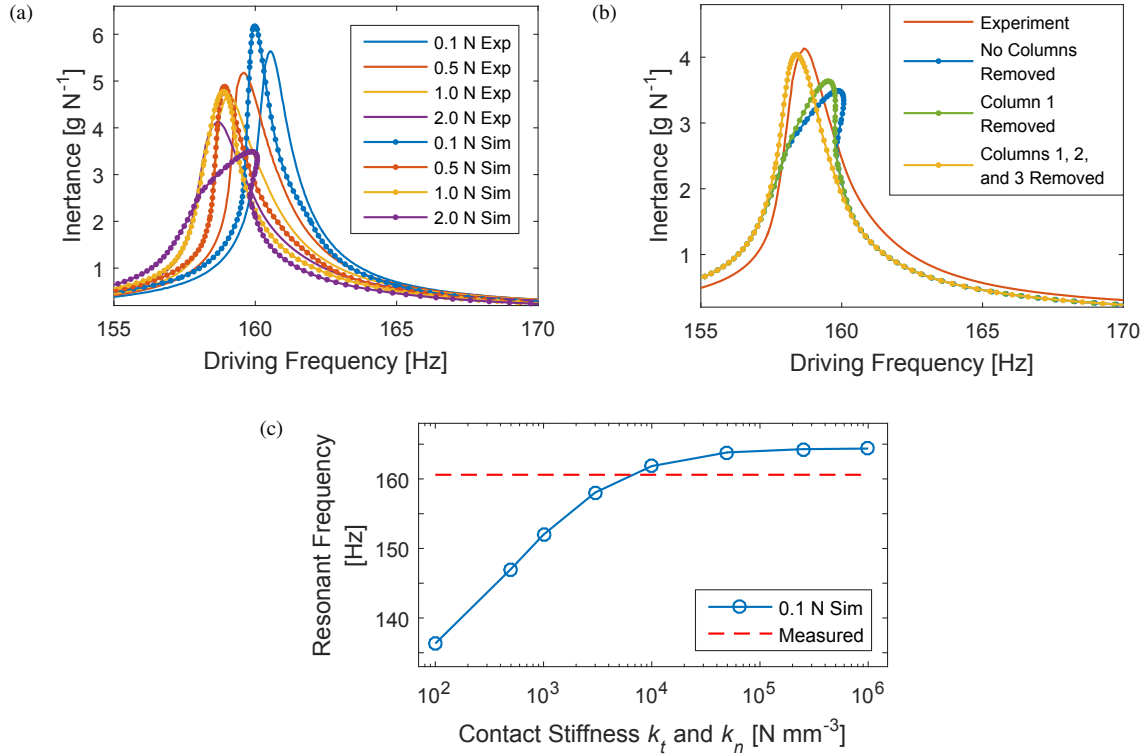 (a)
Inertance [g N⁻¹]
6
5
4
3
2
1
155
160
165
170
Driving Frequency [Hz]
0.1 N Exp
0.5 N Exp
1.0 N Exp
2.0 N Exp
0.1 N Sim
0.5 N Sim
1.0 N Sim
2.0 N Sim
(b)
Inertance [g N⁻¹]
4
3
2
1
155
160
165
170
Driving Frequency [Hz]
Experiment
No Columns
Removed
Column 1
Removed
Columns 1, 2,
and 3 Removed
(c)
Resonant Frequency
[Hz]
160
150
140
10²
10³
10⁴
10⁵
10⁶
Contact Stiffness kₜ and kₙ [N mm⁻³]
0.1 N Sim
Measured